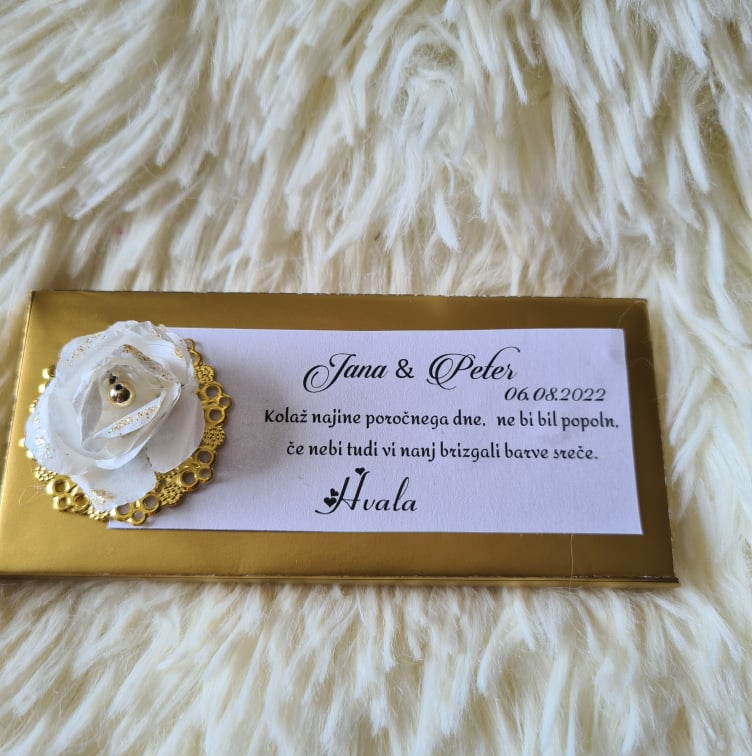 Jana & Peter
06.08.2022
Kolaž najine poročnega dne, ne bi bil popoln,
če nebi tudi vi nanj brizgali barve sreče.
Hvala